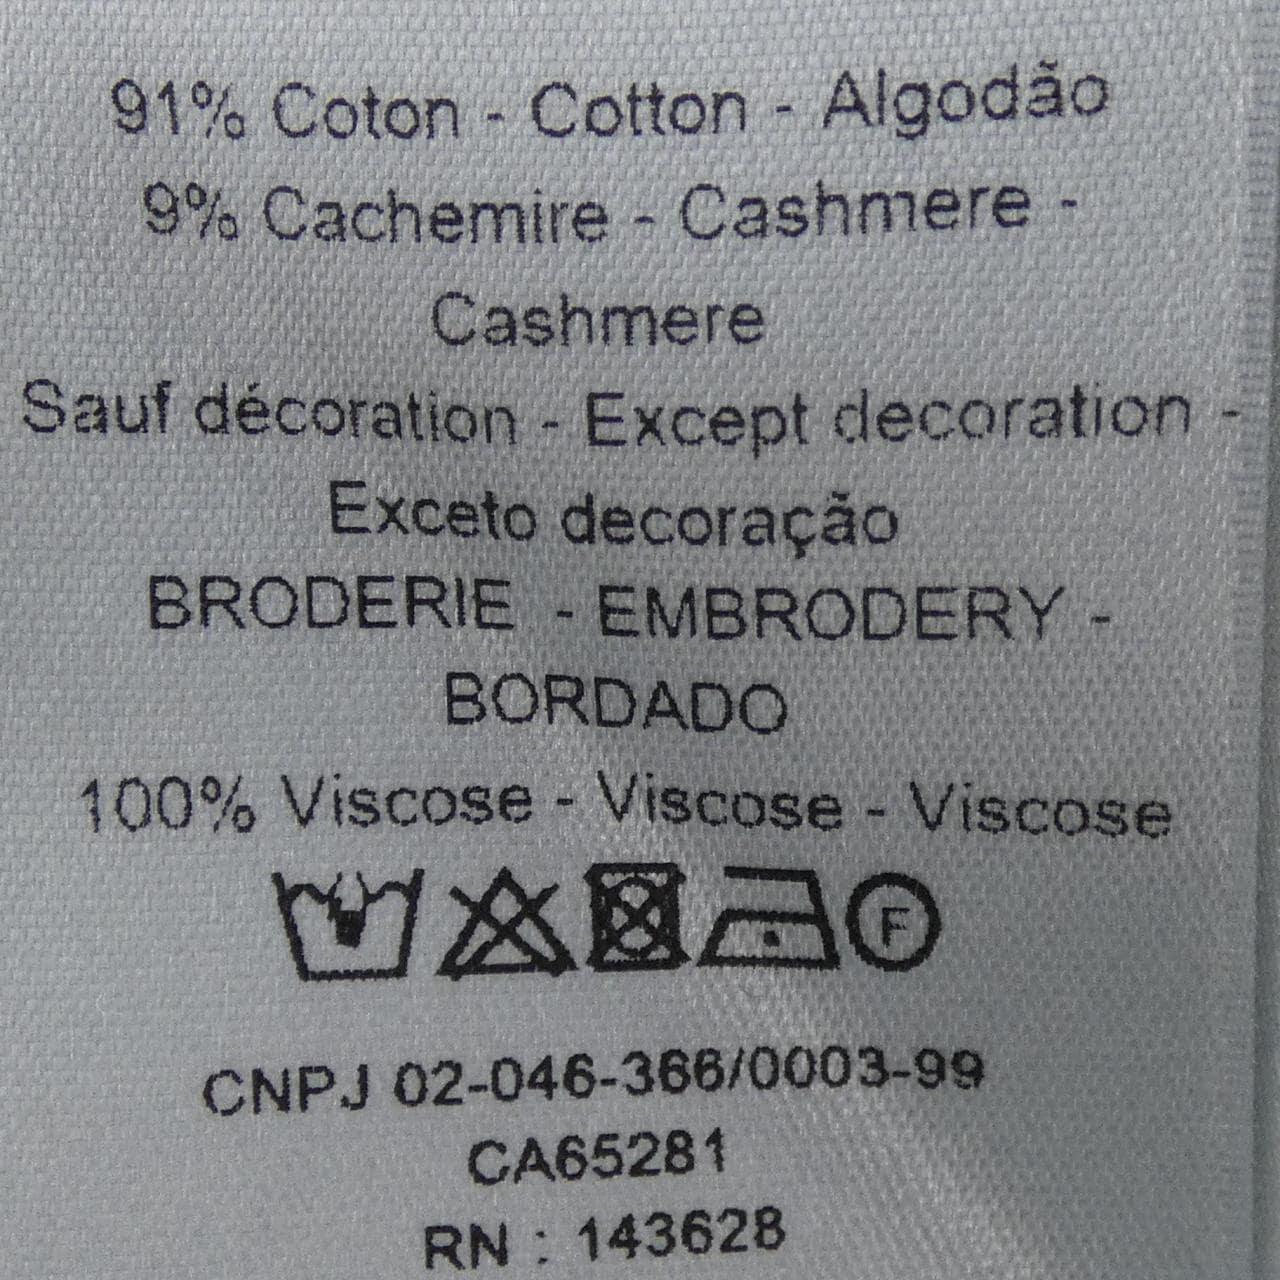 91% Coton - Cotton - Algodão
9% Cachemire - Cashmere -
Cashmere
Sauf décoration - Except decoration -
Exceto decoração
BRODERIE - EMBRODERY -
BORDADO
100% Viscose - Viscose - Viscose
F
CNPJ 02-046-366/0003-99
CA65281
RN : 143628